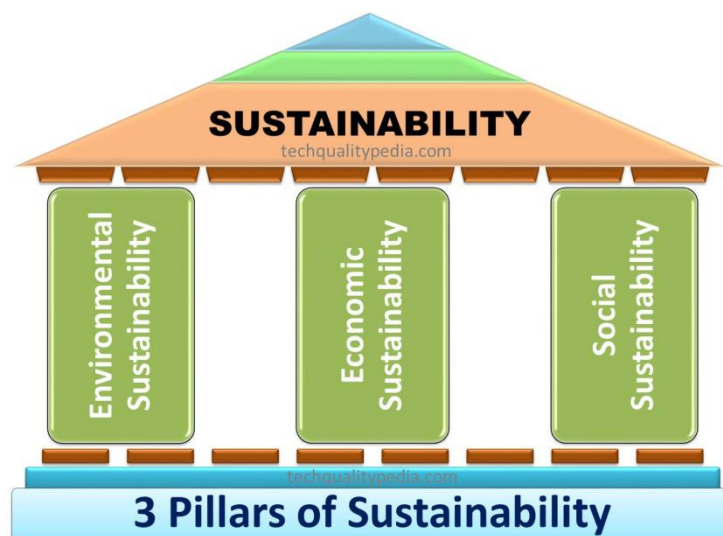 SUSTAINABILITY
techqualitypedia.com
Environmental
Sustainability
Economic
Sustainability
Social
Sustainability
techqualitypedia.com
3 Pillars of Sustainability